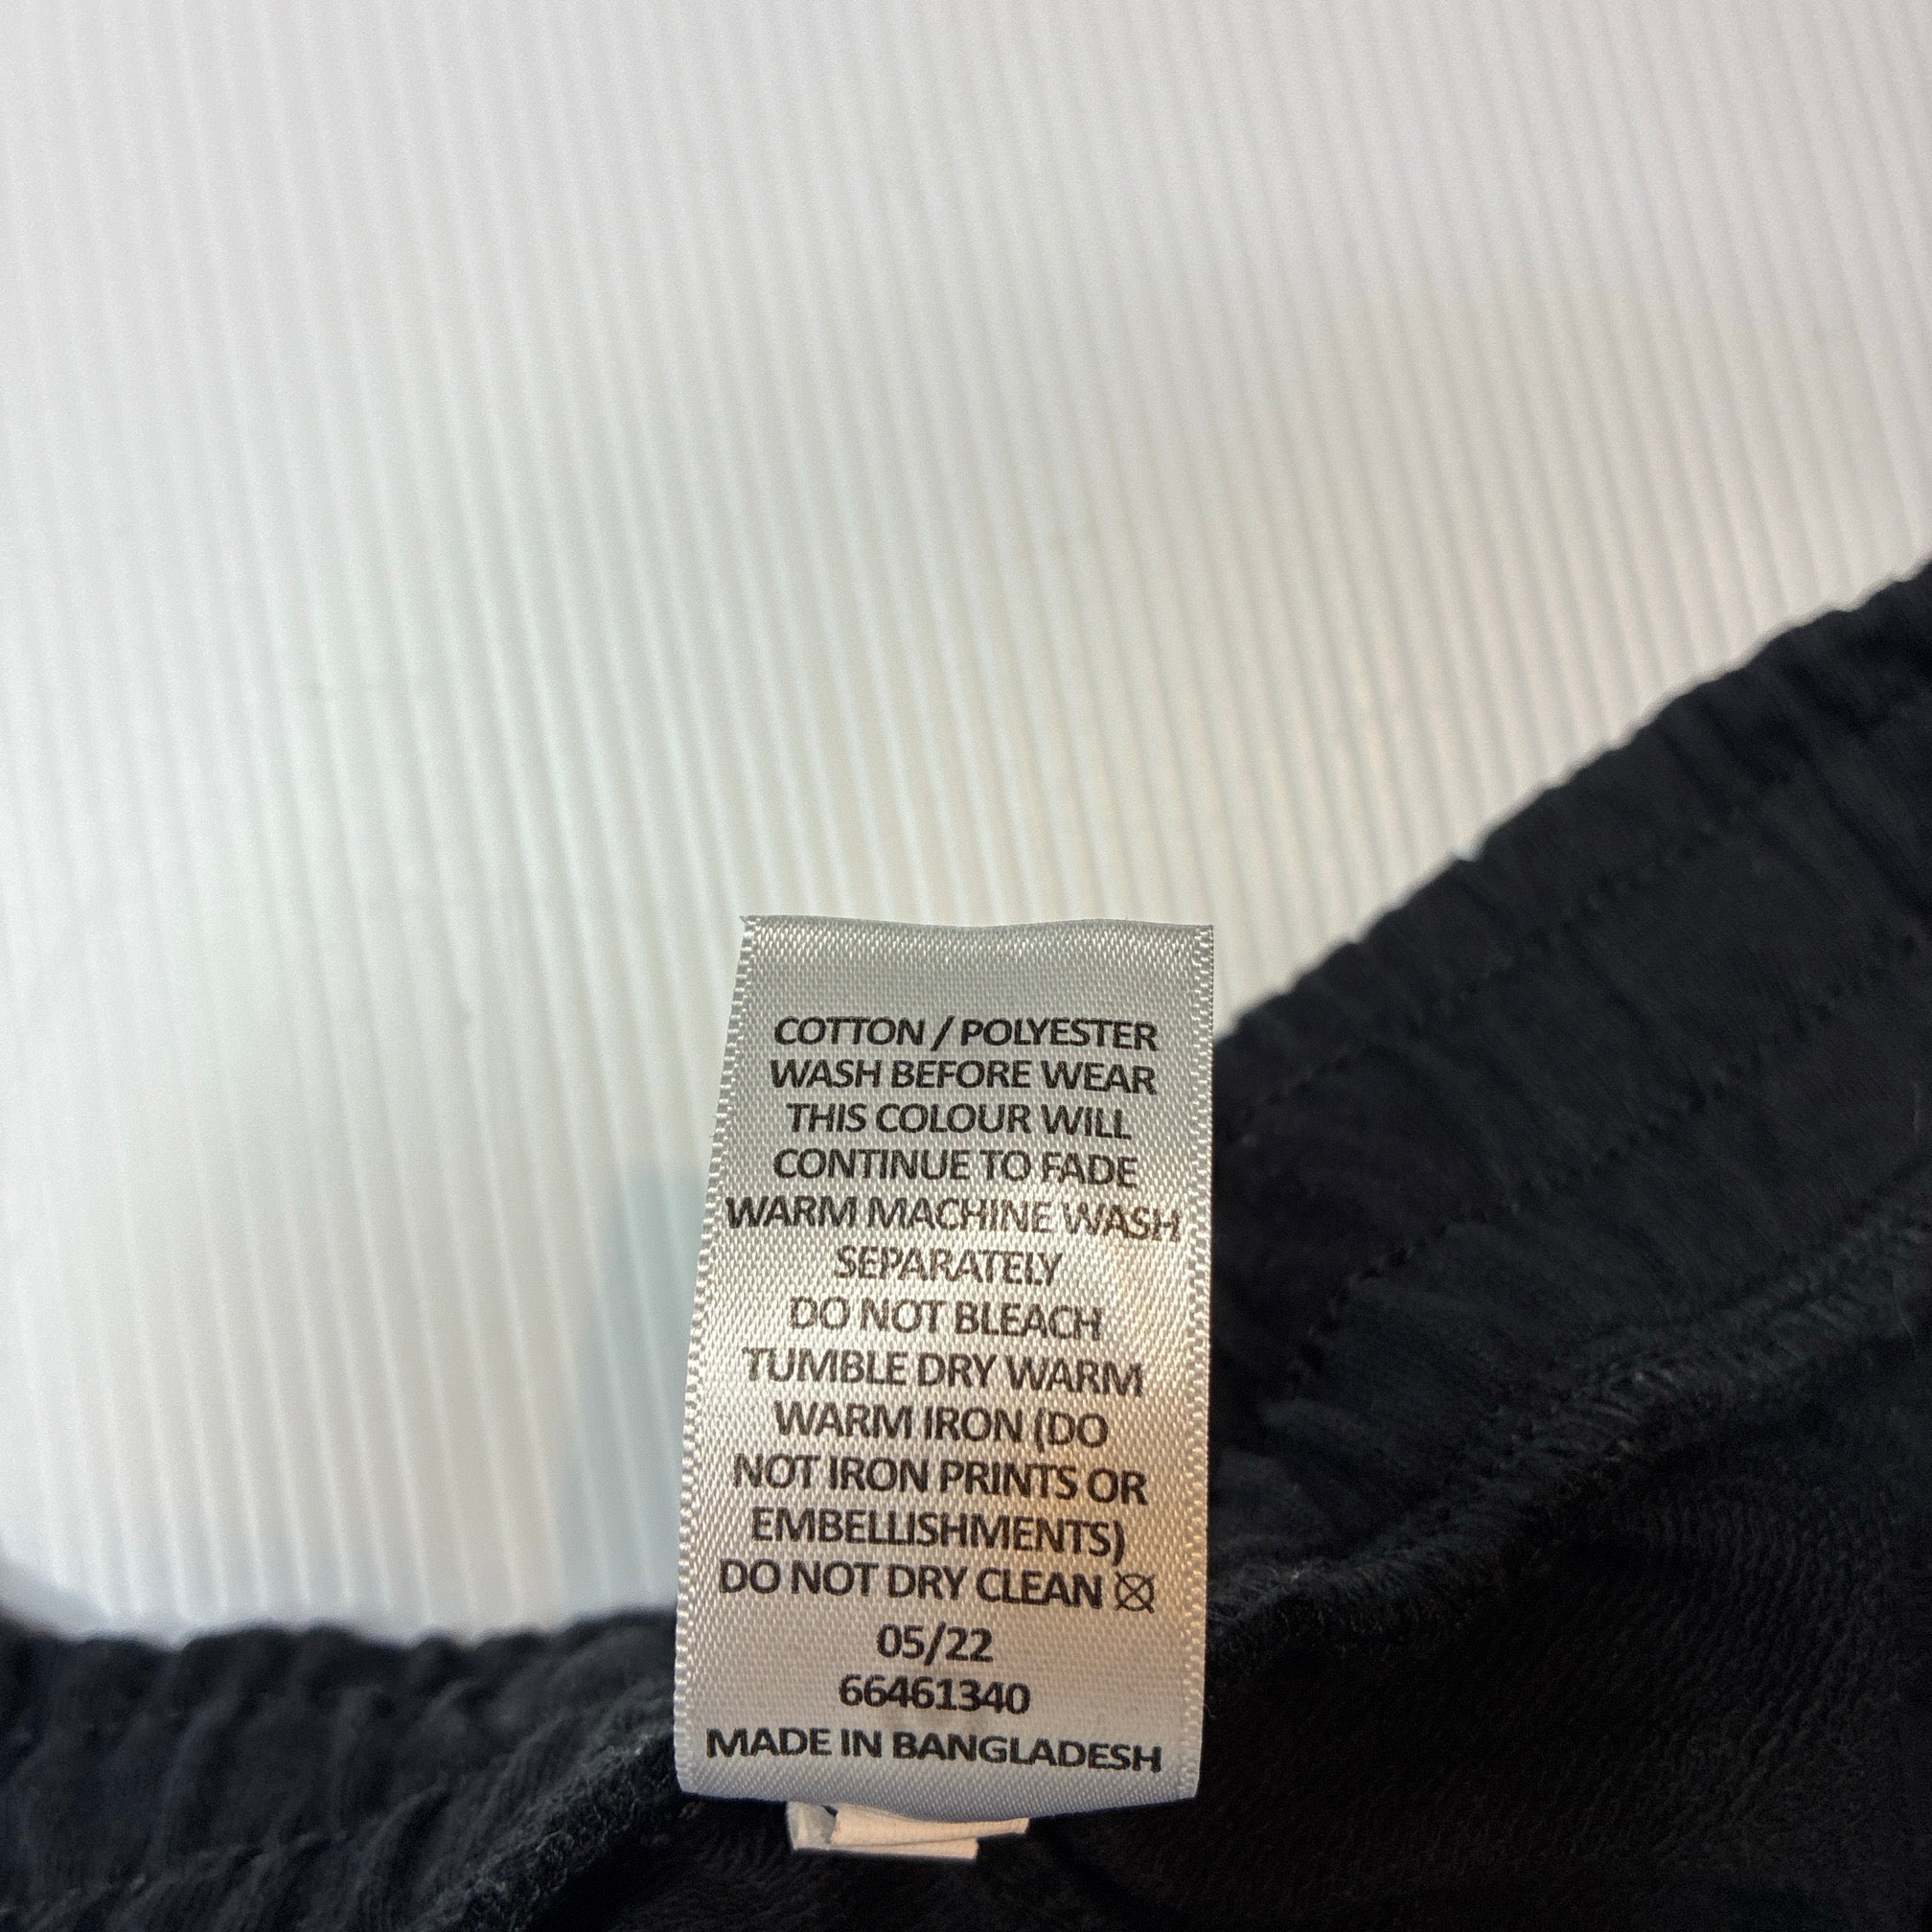 COTTON / POLYESTER
WASH BEFORE WEAR
THIS COLOUR WILL
CONTINUE TO FADE
WARM MACHINE WASH
SEPARATELY
DO NOT BLEACH
TUMBLE DRY WARM
WARM IRON (DO
NOT IRON PRINTS OR
EMBELLISHMENTS)
DO NOT DRY CLEAN
05/22
66461340
MADE IN BANGLADESH